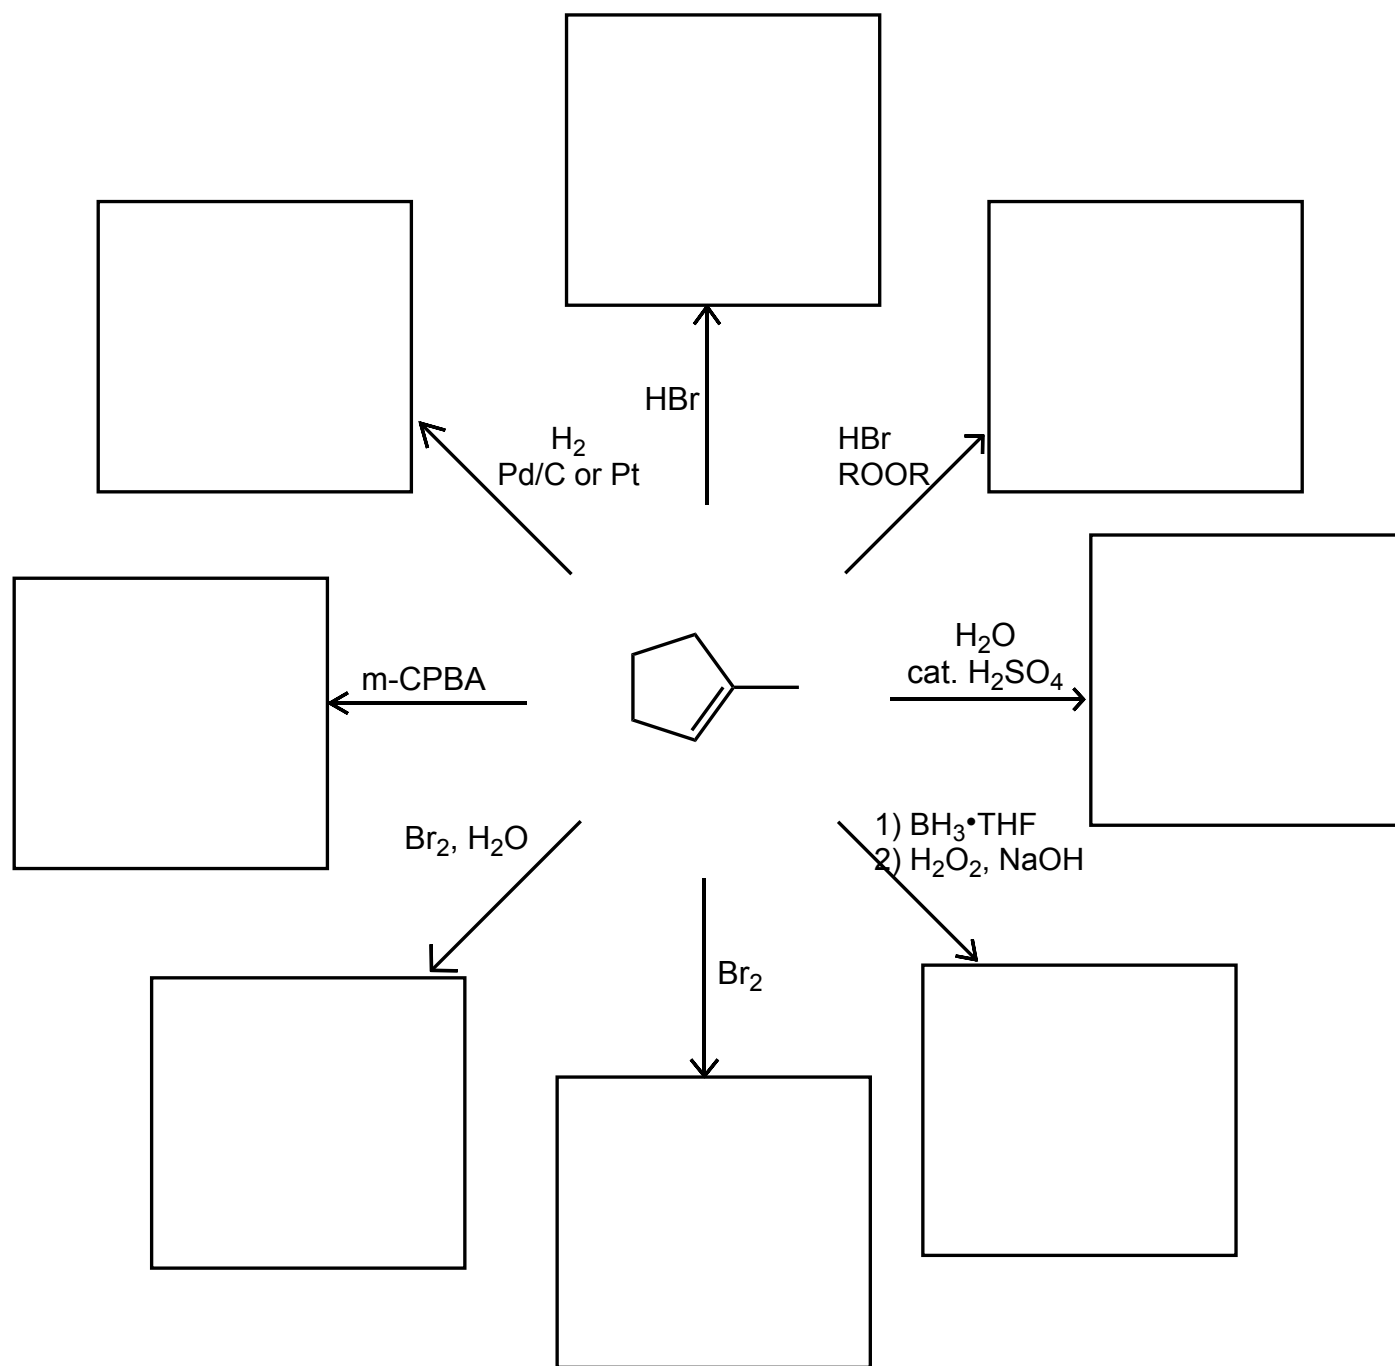 HBr
H₂
Pd/C or Pt
HBr
ROOR
H₂O
cat. H₂SO₄
m-CPBA
1) BH₃•THF
2) H₂O₂, NaOH
Br₂, H₂O
Br₂